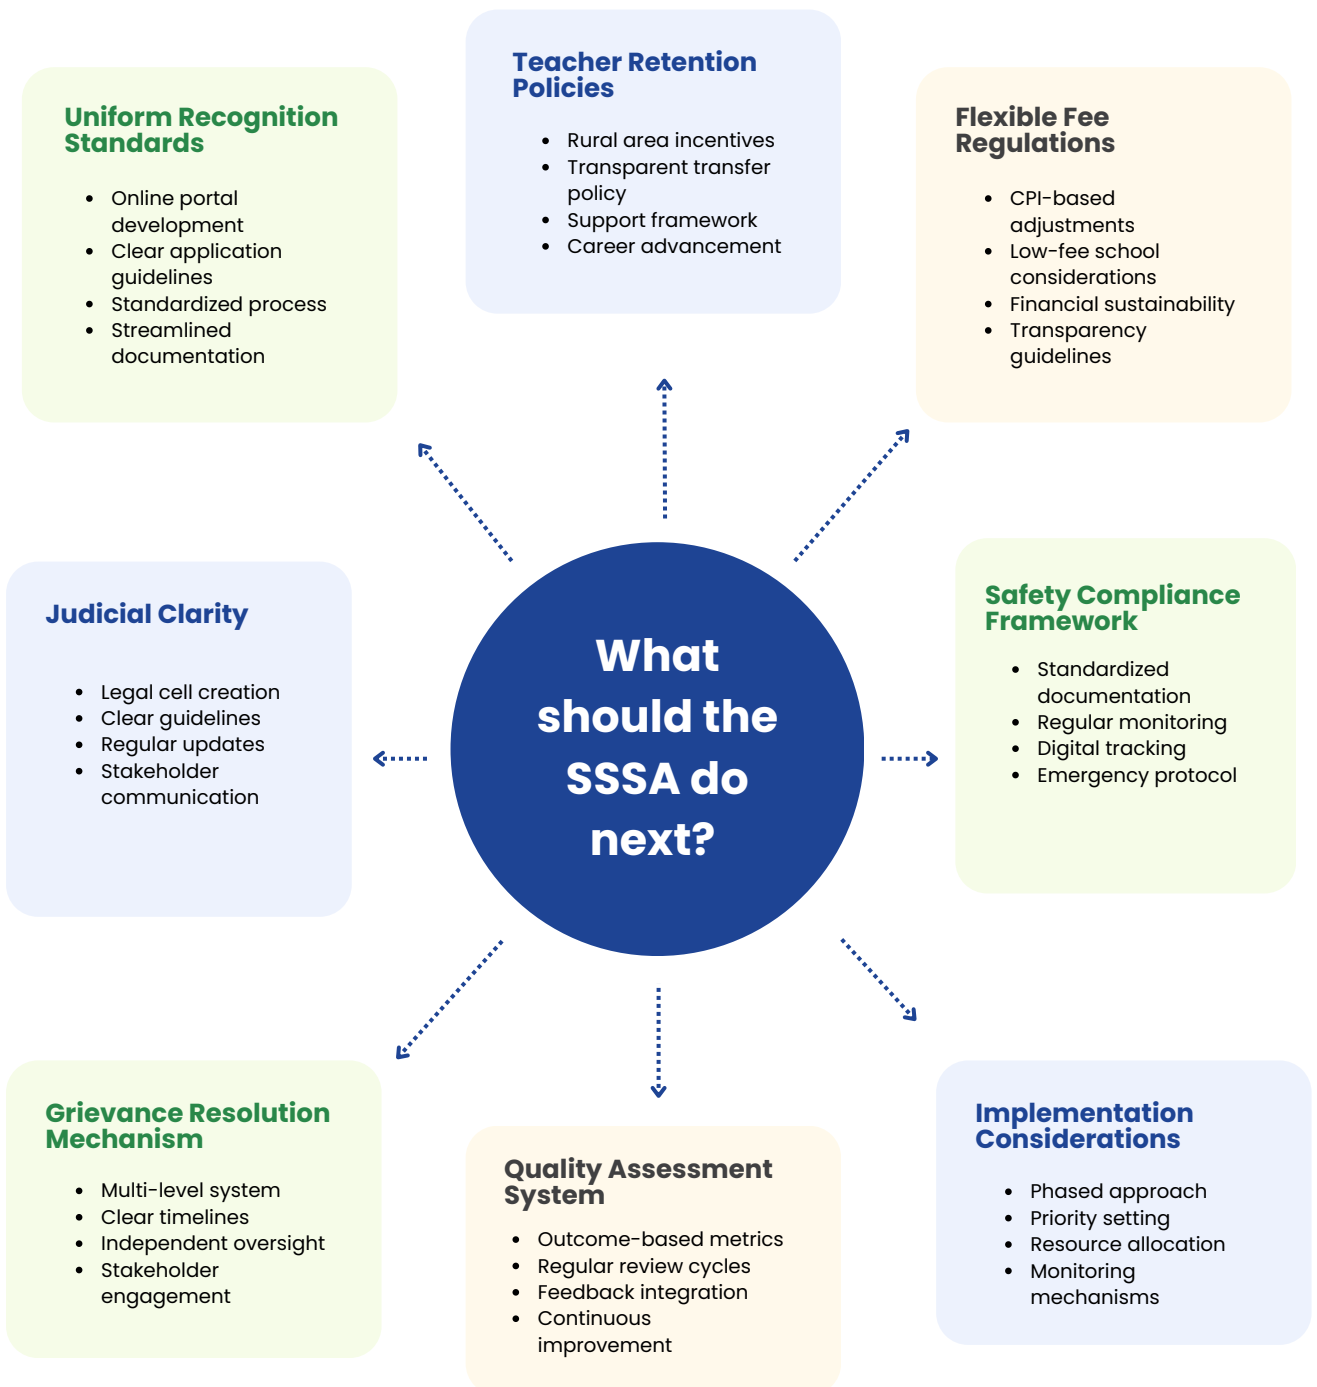 Teacher Retention
Policies
• Rural area incentives
• Transparent transfer
policy
• Support framework
• Career advancement
Uniform Recognition
Standards
• Online portal
development
• Clear application
guidelines
• Standardized process
• Streamlined
documentation
Flexible Fee
Regulations
• CPI-based
adjustments
• Low-fee school
considerations
• Financial sustainability
• Transparency
guidelines
Judicial Clarity
• Legal cell creation
• Clear guidelines
• Regular updates
• Stakeholder
communication
What
should the
SSSA do
next?
Safety Compliance
Framework
• Standardized
documentation
• Regular monitoring
• Digital tracking
• Emergency protocol
Grievance Resolution
Mechanism
• Multi-level system
• Clear timelines
• Independent oversight
• Stakeholder
engagement
Quality Assessment
System
• Outcome-based metrics
• Regular review cycles
• Feedback integration
• Continuous
improvement
Implementation
Considerations
• Phased approach
• Priority setting
• Resource allocation
• Monitoring
mechanisms